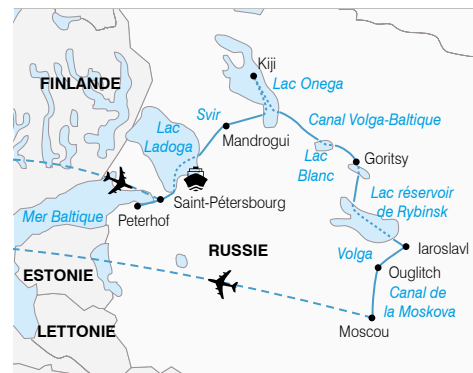 Kiji
FINLANDE
Lac Onega
Svir
Canal Volga-Baltique
Lac
Ladoga
Mandrogui
Lac
Blanc
Goritsy
Lac réservoir
de Rybinsk
Saint-Pétersbourg
Mer Baltique
Peterhof
RUSSIE
Volga
Iaroslavl
ESTONIE
Ouglitch
Canal de
la Moskova
LETTONIE
Moscou